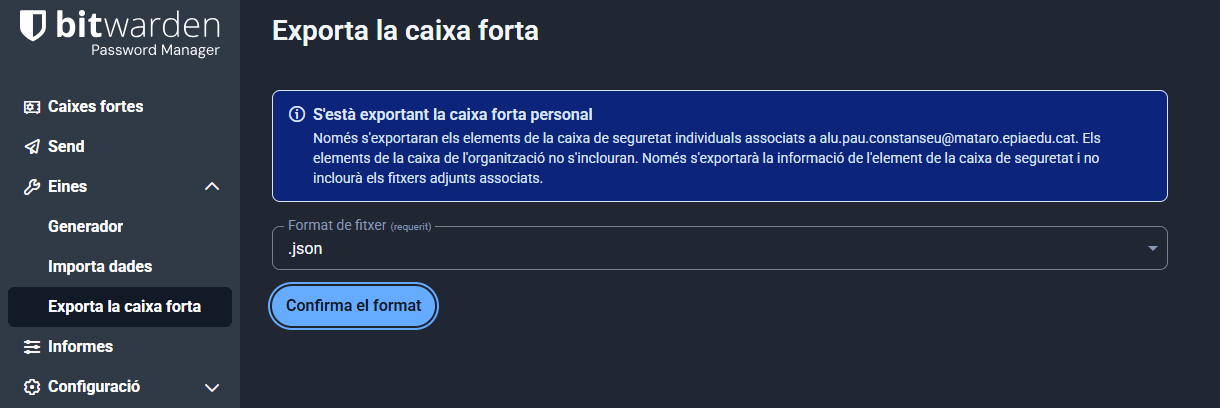 bitwarden
Password Manager
Caixes fortes
Send
Eines
Generador
Importa dades
Exporta la caixa forta
Informes
Configuració
Exporta la caixa forta
S'està exportant la caixa forta personal
Només s'exportaran els elements de la caixa de seguretat individuals associats a alu.pau.constanseu@mataro.epiaedu.cat. Els
elements de la caixa de l'organització no s'inclouran. Només s'exportarà la informació de l'element de la caixa de seguretat i no
inclourà els fitxers adjunts associats.
Format de fitxer (requerit)
.json
Confirma el format